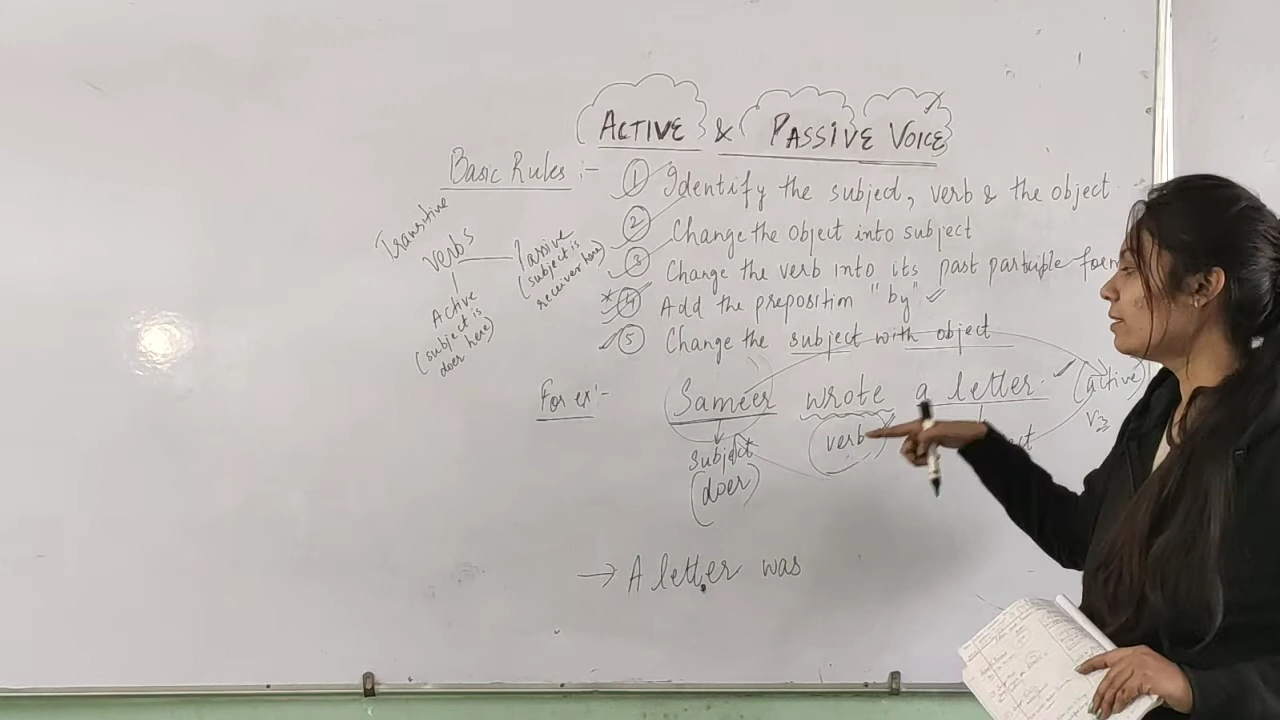 ACTIVE & PASSIVE VOICE
Basic Rules :-
① Identify the subject, verb & the object
② Change the object into subject
③ Change the verb into its past participle form
* ④ Add the preposition "by"
⑤ Change the subject with object
Transitive
Verbs
Passive
(subject is
receiver here)
Active
(subject is
doer here)
For ex:-
Sameer wrote a letter. (active)
subject
(doer)
verb
V3
→ A letter was